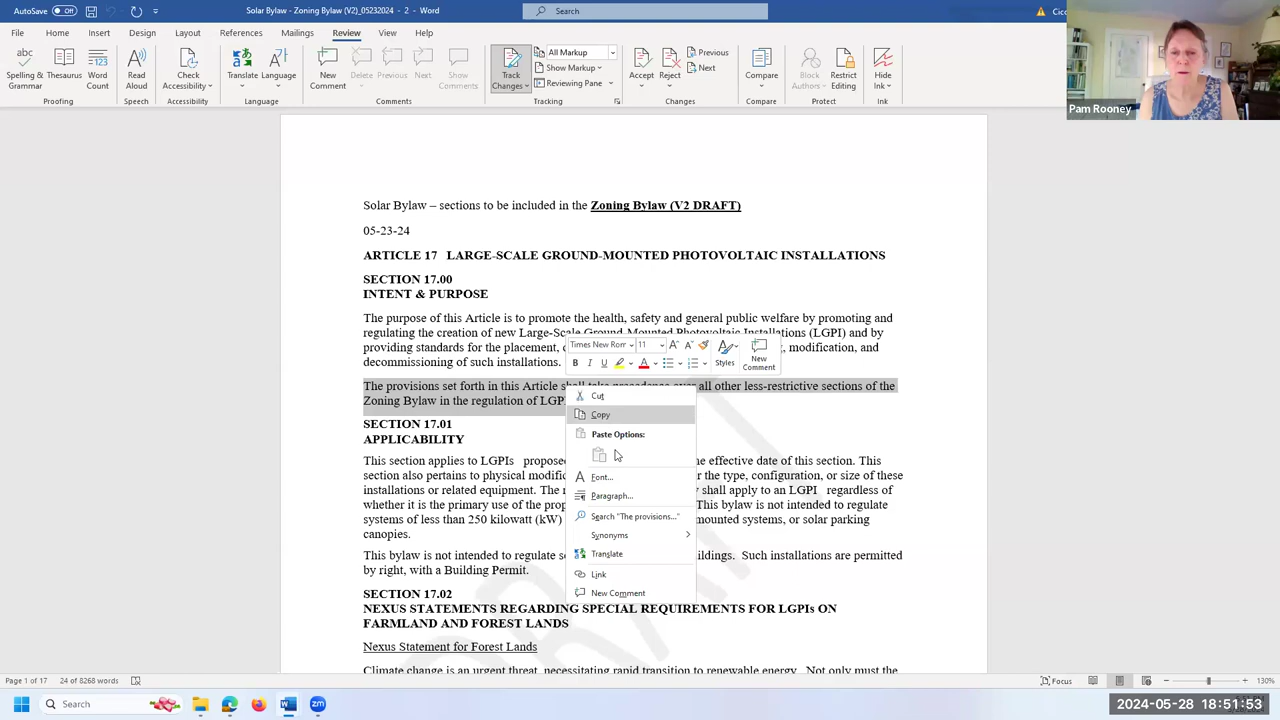 AutoSave Off Solar Bylaw - Zoning Bylaw (V2)_05232024 - 2 - Word Search
File Home Insert Design Layout References Mailings Review View Help
Spelling & Grammar Thesaurus Word Count Read Aloud Check Accessibility Translate Language New Comment Delete Previous Next Show Comments Track Changes All Markup Show Markup Reviewing Pane Accept Reject Previous Next Compare Block Authors Restrict Editing Hide Ink
Proofing Speech Accessibility Language Comments Tracking Changes Compare Protect Ink
Pam Rooney
Solar Bylaw – sections to be included in the Zoning Bylaw (V2 DRAFT)
05-23-24
ARTICLE 17 LARGE-SCALE GROUND-MOUNTED PHOTOVOLTAIC INSTALLATIONS
SECTION 17.00
INTENT & PURPOSE
The purpose of this Article is to promote the health, safety and general public welfare by promoting and
regulating the creation of new Large-Scale Ground-Mounted Photovoltaic Installations (LGPI) and by
providing standards for the placement, modification, and
decommissioning of such installations.
Times New Rom 11 Styles New Comment
The provisions set forth in this Article shall take precedence over all other less-restrictive sections of the
Zoning Bylaw in the regulation of LGP
Cut
Copy
Paste Options:
Font...
Paragraph...
Search "The provisions..."
Synonyms
Translate
Link
New Comment
SECTION 17.01
APPLICABILITY
This section applies to LGPIs propose e effective date of this section. This
section also pertains to physical modifi r the type, configuration, or size of these
installations or related equipment. The shall apply to an LGPI regardless of
whether it is the primary use of the prop This bylaw is not intended to regulate
systems of less than 250 kilowatt (kW) mounted systems, or solar parking
canopies.
This bylaw is not intended to regulate s ildings. Such installations are permitted
by right, with a Building Permit.
SECTION 17.02
NEXUS STATEMENTS REGARDING SPECIAL REQUIREMENTS FOR LGPIs ON
FARMLAND AND FOREST LANDS
Nexus Statement for Forest Lands
Climate change is an urgent threat, necessitating rapid transition to renewable energy. Not only must the
DRAFT
Page 1 of 17 24 of 8268 words Focus 130%
Search 2024-05-28 18:51:53